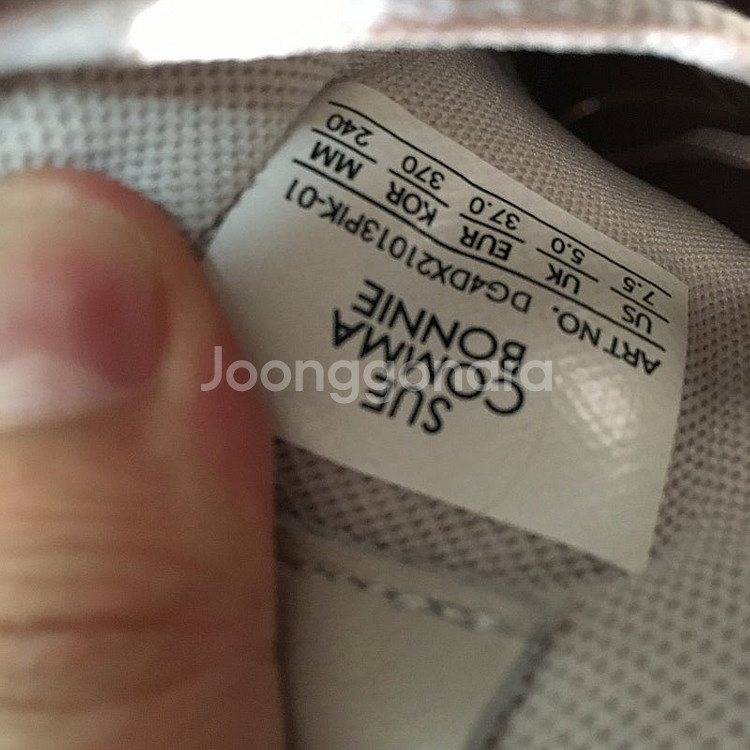 SUE
COMMA
BONNIE
ART NO. DG4DX21013PIK-01
US UK EUR KOR MM
7.5 5.0 37.0 370 240
Joonggonara